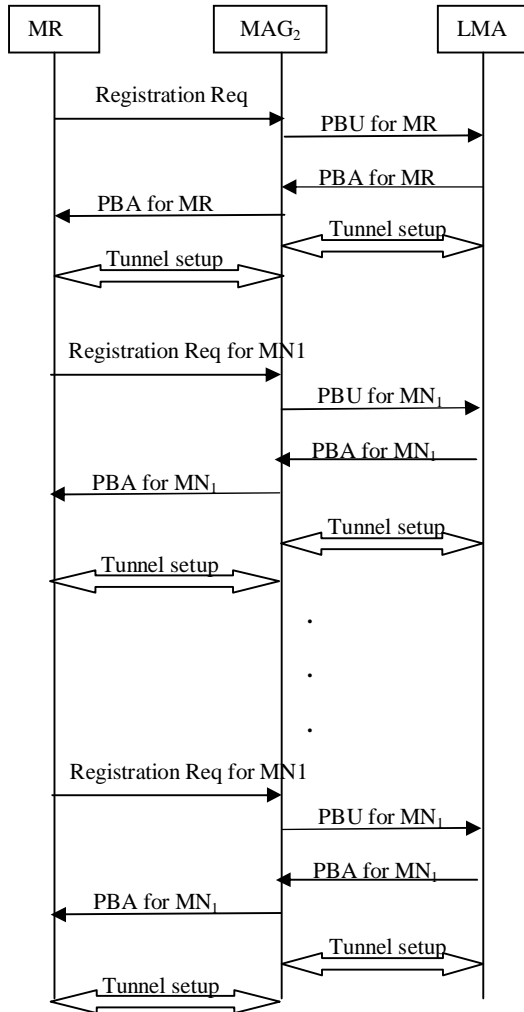 MR MAG₂ LMA
Registration Req
PBU for MR
PBA for MR
PBA for MR
Tunnel setup
Tunnel setup
Registration Req for MN1
PBU for MN₁
PBA for MN₁
PBA for MN₁
Tunnel setup
Tunnel setup
.
.
.
Registration Req for MN1
PBU for MN₁
PBA for MN₁
PBA for MN₁
Tunnel setup
Tunnel setup